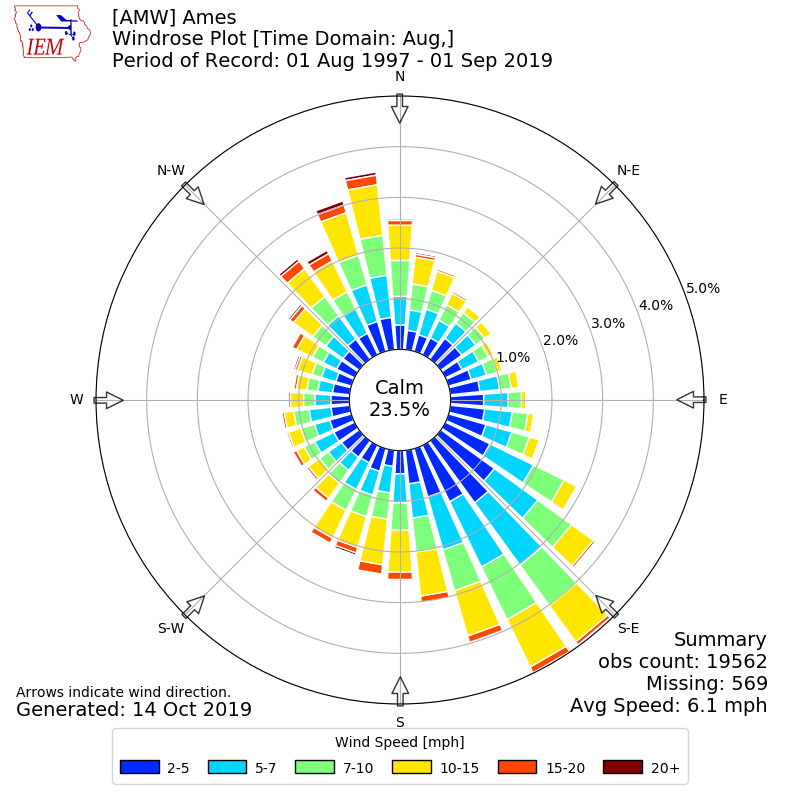 IEM
[AMW] Ames
Windrose Plot [Time Domain: Aug,]
Period of Record: 01 Aug 1997 - 01 Sep 2019
N
N-W
N-E
5.0%
4.0%
3.0%
2.0%
1.0%
Calm
23.5%
W
E
S-W
S-E
S
Summary
obs count: 19562
Missing: 569
Avg Speed: 6.1 mph
Arrows indicate wind direction.
Generated: 14 Oct 2019
Wind Speed [mph]
2-5 5-7 7-10 10-15 15-20 20+